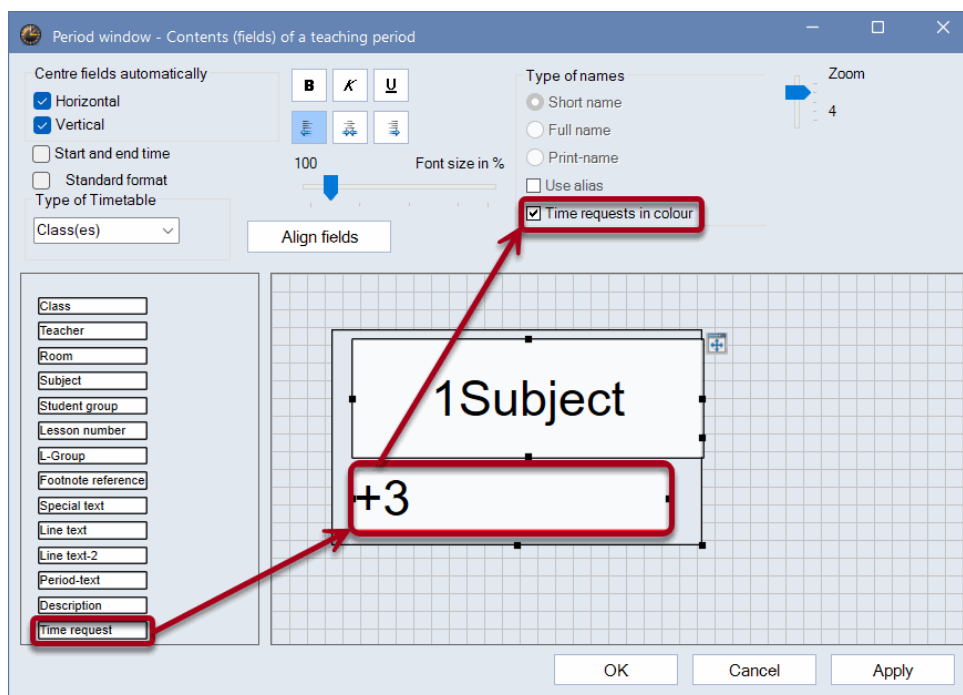 Period window - Contents (fields) of a teaching period
Centre fields automatically
Horizontal
Vertical
Start and end time
Standard format
Type of Timetable
Class(es)
B K U
100 Font size in %
Align fields
Type of names
Short name
Full name
Print-name
Use alias
Time requests in colour
Zoom
4
Class
Teacher
Room
Subject
Student group
Lesson number
L-Group
Footnote reference
Special text
Line text
Line text-2
Period-text
Description
Time request
1Subject
+3
OK Cancel Apply